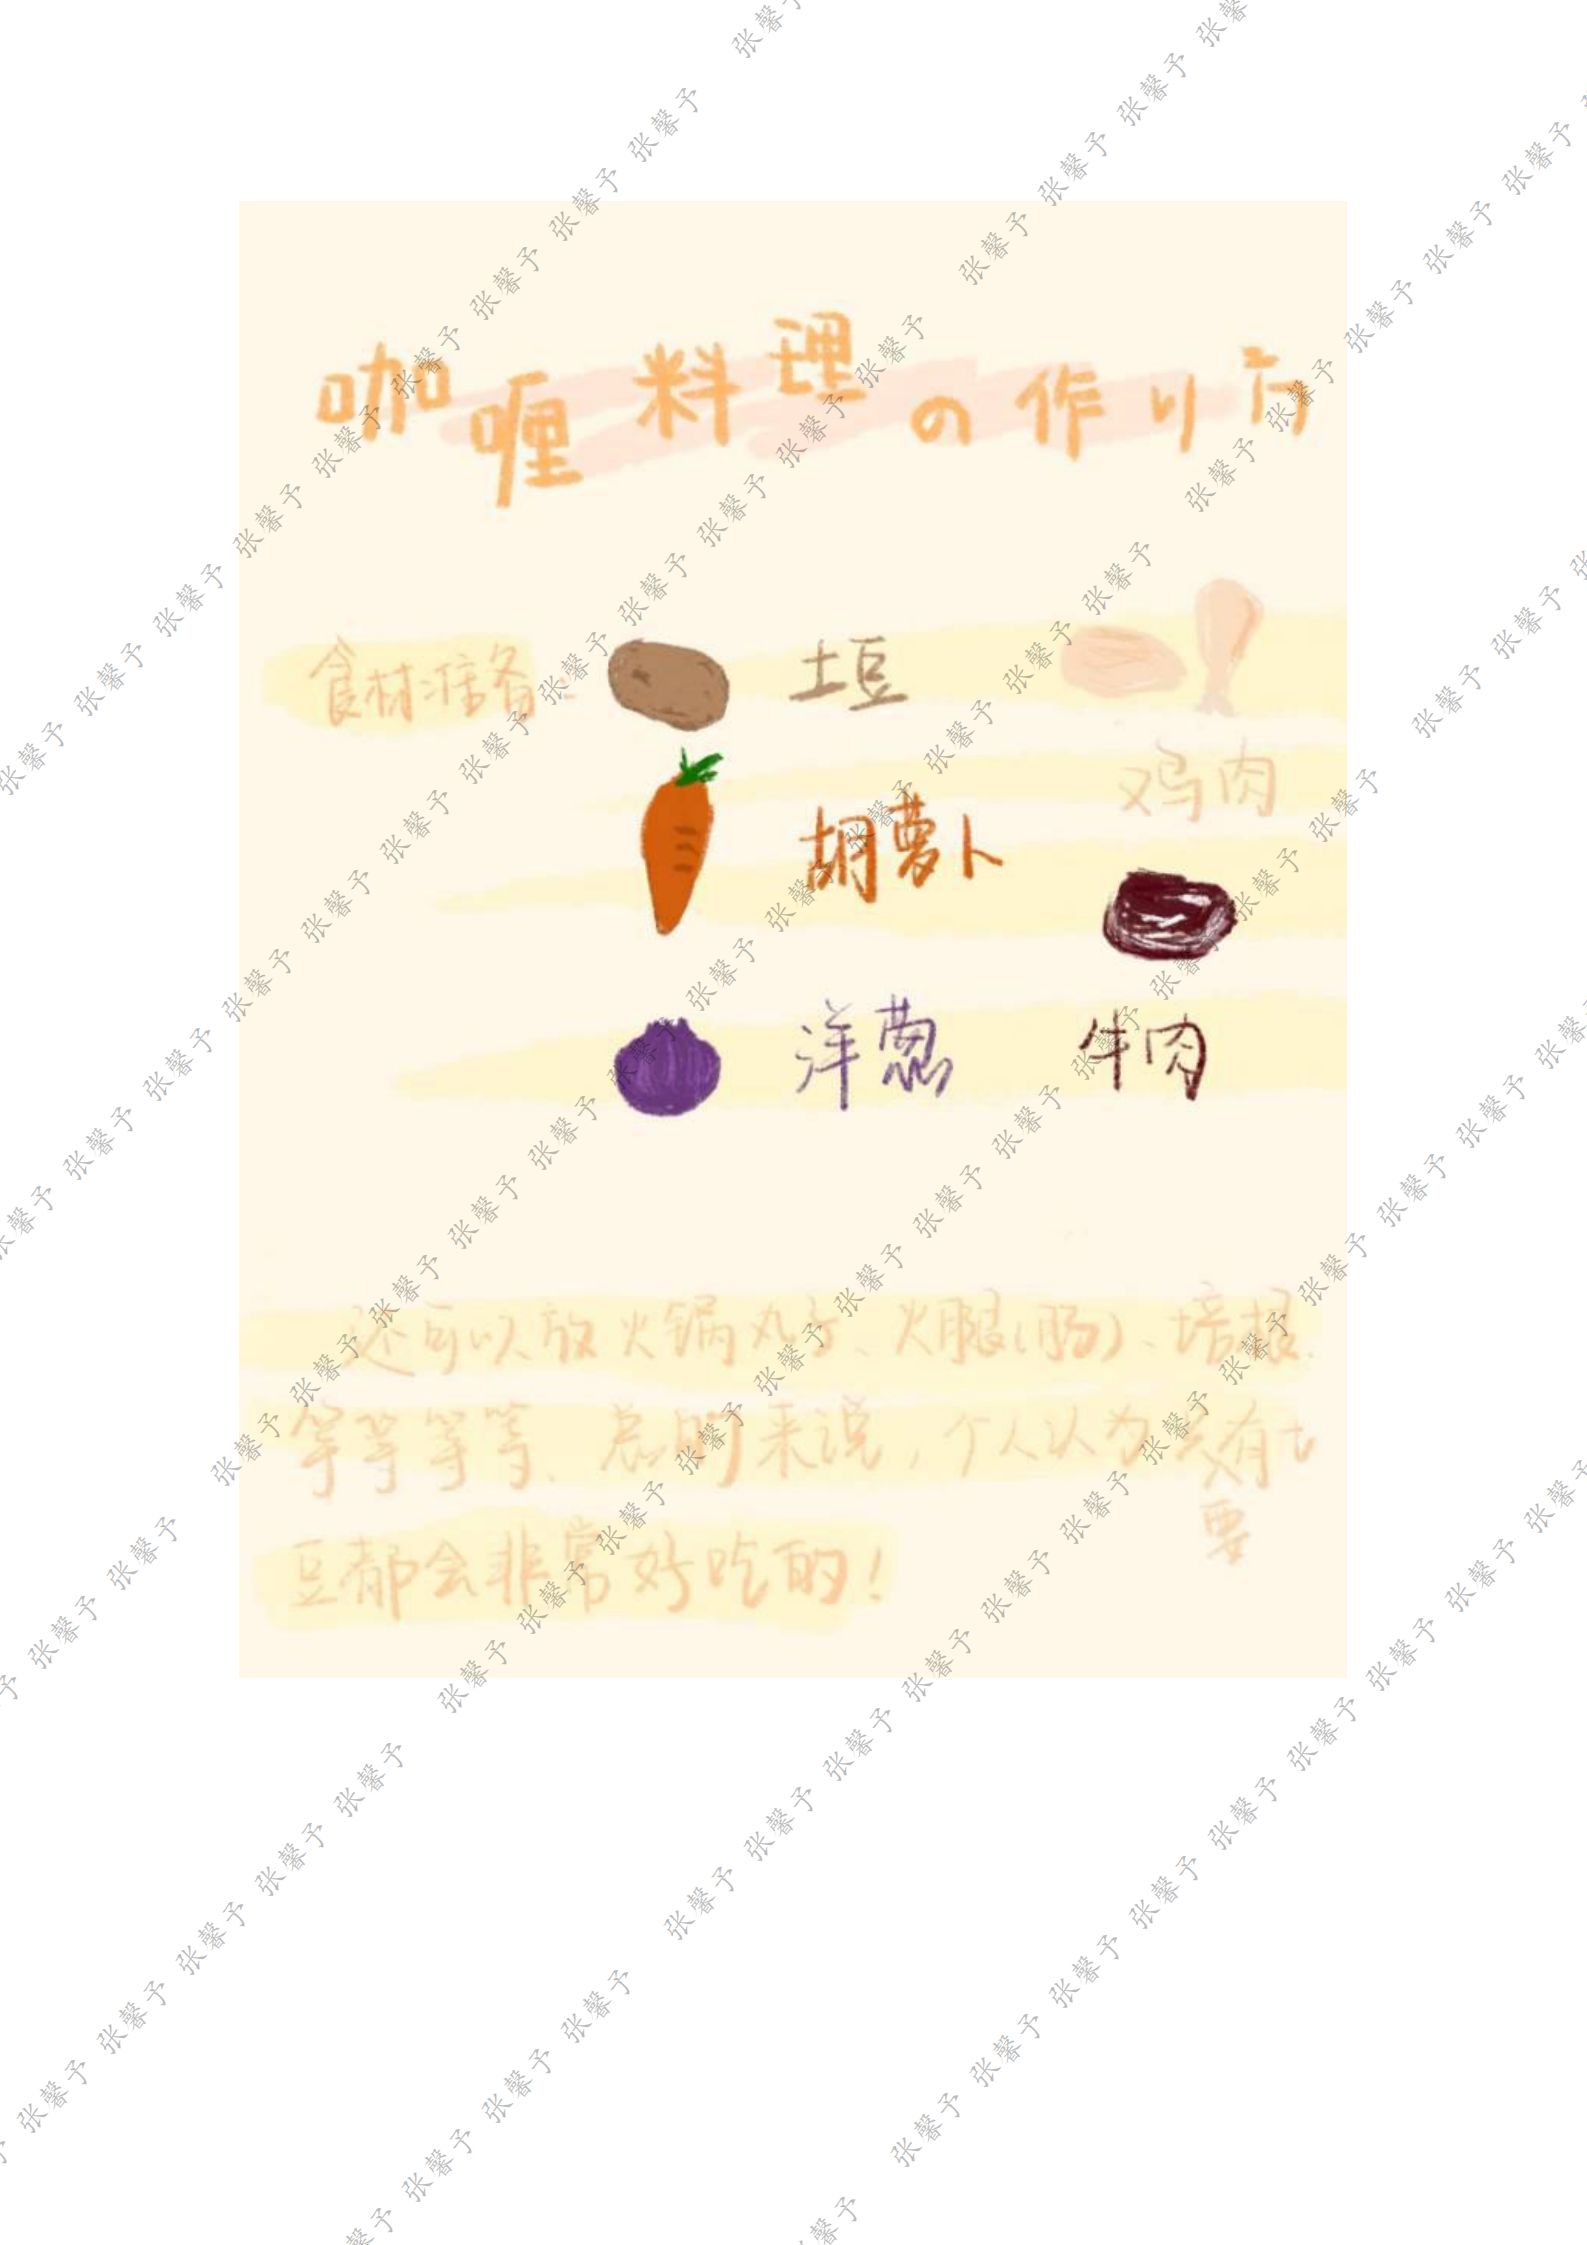 咖喱料理の作り方
食材准备：
土豆
鸡肉
胡萝卜
洋葱
牛肉
还可以放火锅丸子、火腿(肠)、培根
等等等等、总的来说，个人认为只要有土
豆都会非常好吃的！
张馨予